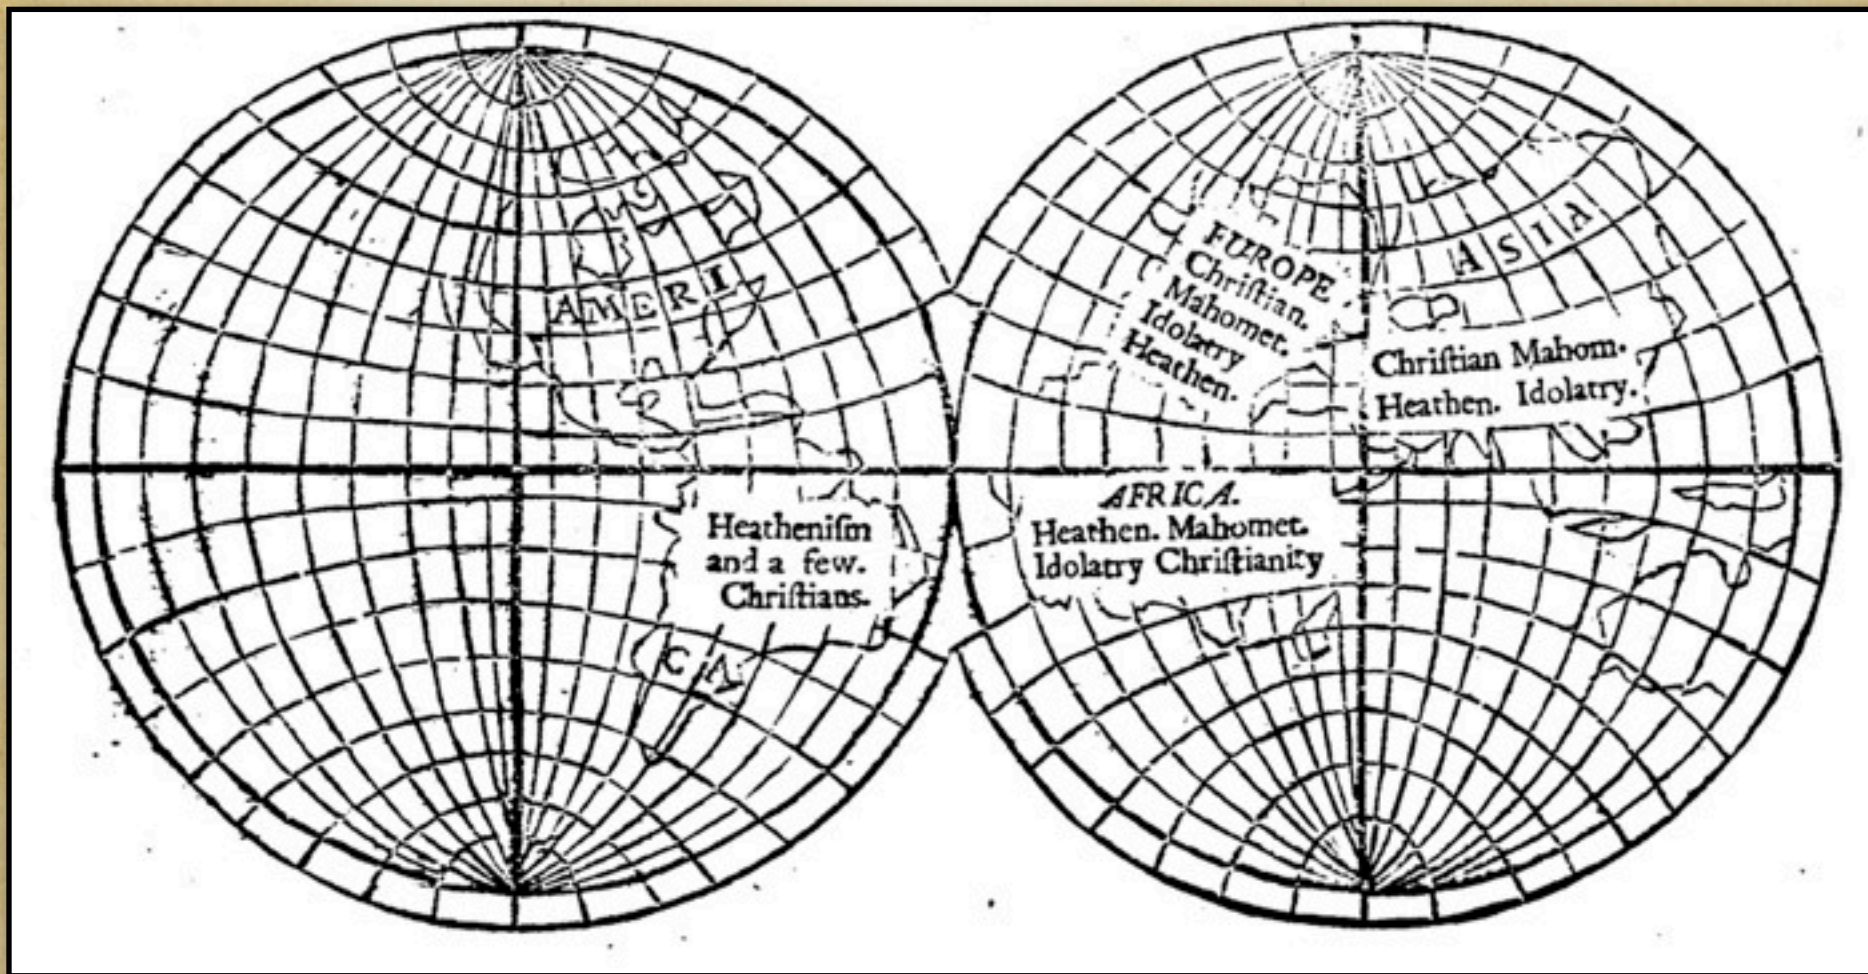 AMERI
Heatheniſm
and a few.
Chriſtians.
CA
EUROPE
Chriſtian.
Mahomet.
Idolatry
Heathen.
ASIA
Chriſtian Mahom.
Heathen. Idolatry.
AFRICA.
Heathen. Mahomet.
Idolatry Chriſtianity